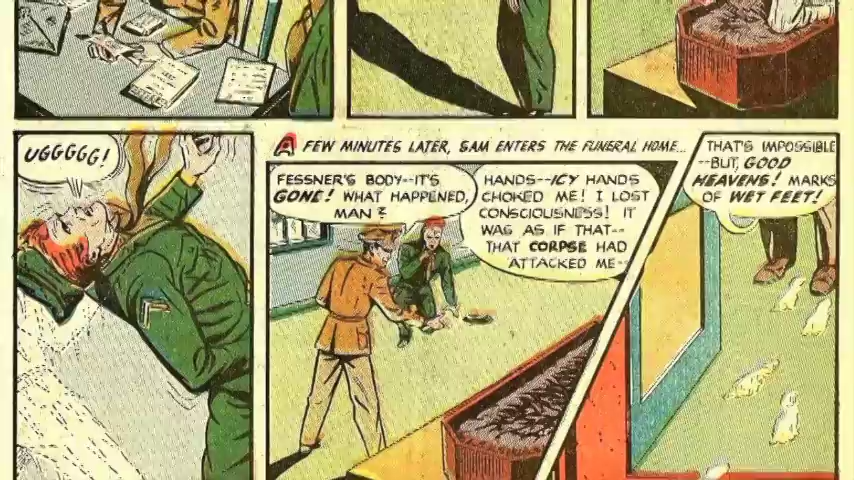 UGGGGG!
A FEW MINUTES LATER, SAM ENTERS THE FUNERAL HOME...
FESSNER'S BODY--IT'S
GONE! WHAT HAPPENED,
MAN?
HANDS--ICY HANDS
CHOKED ME! I LOST
CONSCIOUSNESS! IT
WAS AS IF THAT--
THAT CORPSE HAD
ATTACKED ME--
THAT'S IMPOSSIBLE
--BUT, GOOD
HEAVENS! MARKS
OF WET FEET!